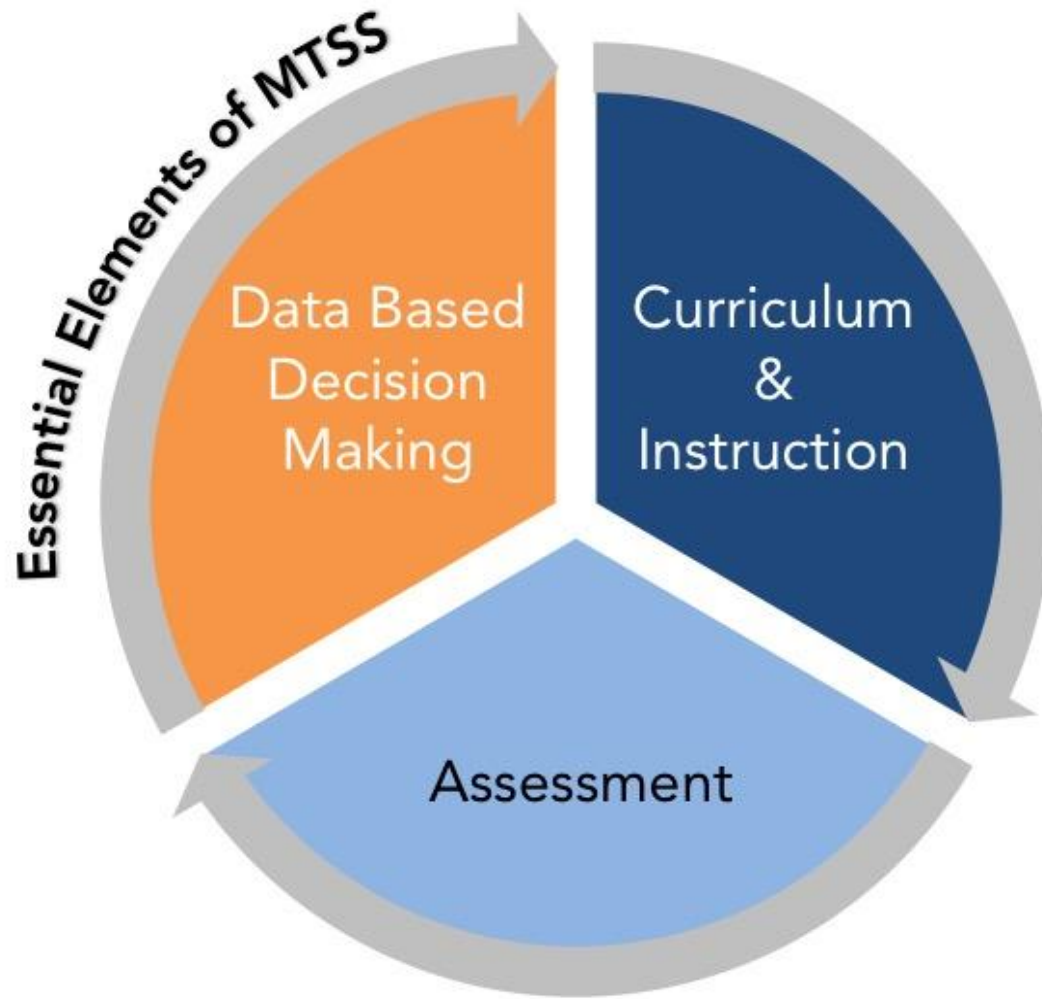 Essential Elements of MTSS
Data Based
Decision
Making
Curriculum
&
Instruction
Assessment